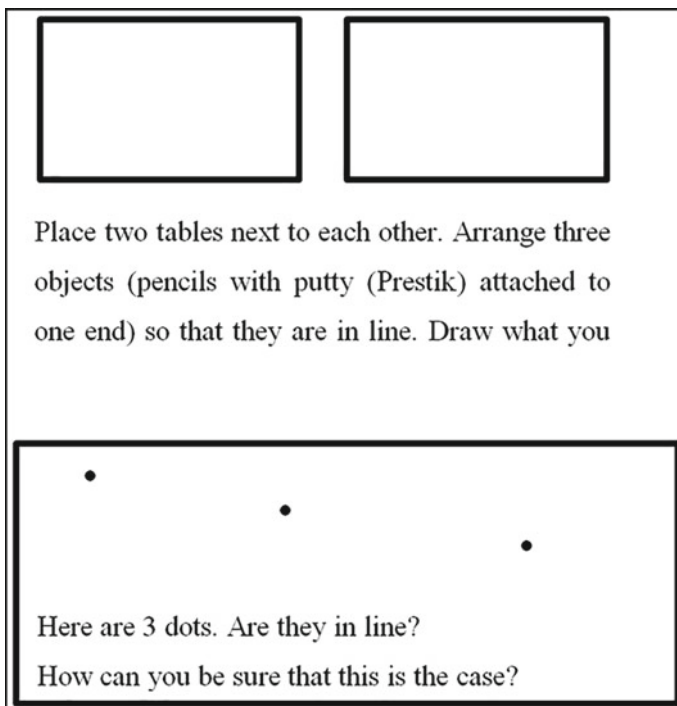 Place two tables next to each other. Arrange three
objects (pencils with putty (Prestik) attached to
one end) so that they are in line. Draw what you
Here are 3 dots. Are they in line?
How can you be sure that this is the case?